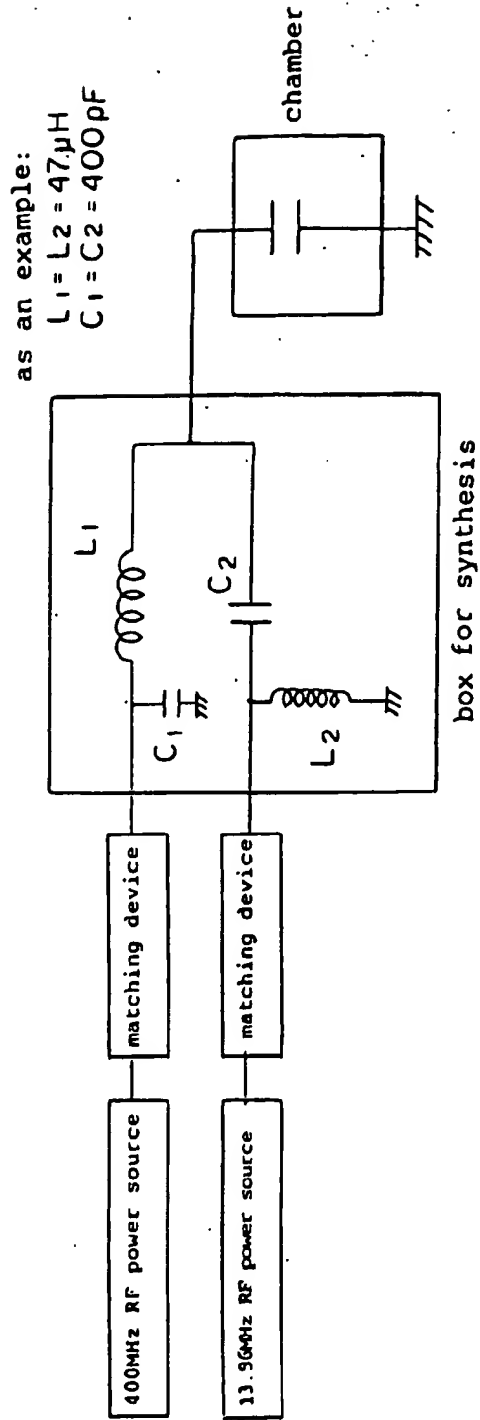 as an example:
L1 = L2 = 47μH
C1 = C2 = 400pF
400MHz RF power source
matching device
C1
L1
13.96MHz RF power source
matching device
L2
C2
box for synthesis
chamber